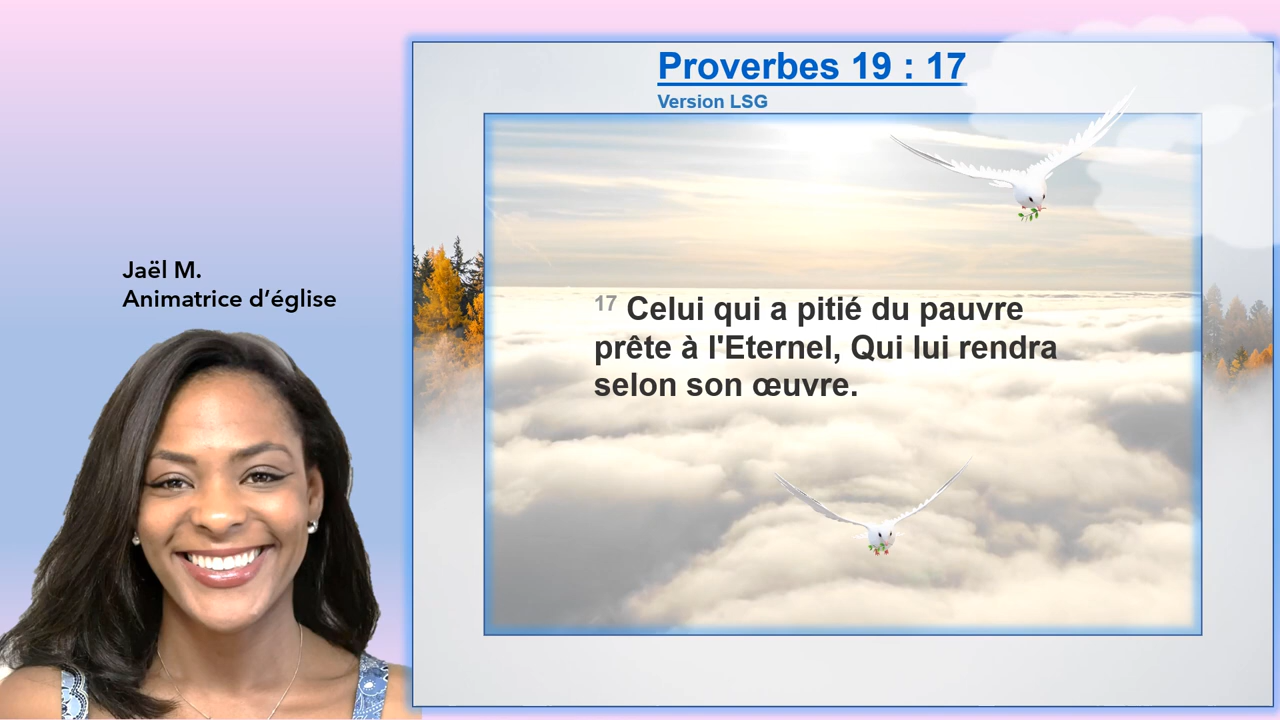 Proverbes 19 : 17
Version LSG
Jaël M.
Animatrice d’église
17 Celui qui a pitié du pauvre
prête à l'Eternel, Qui lui rendra
selon son œuvre.